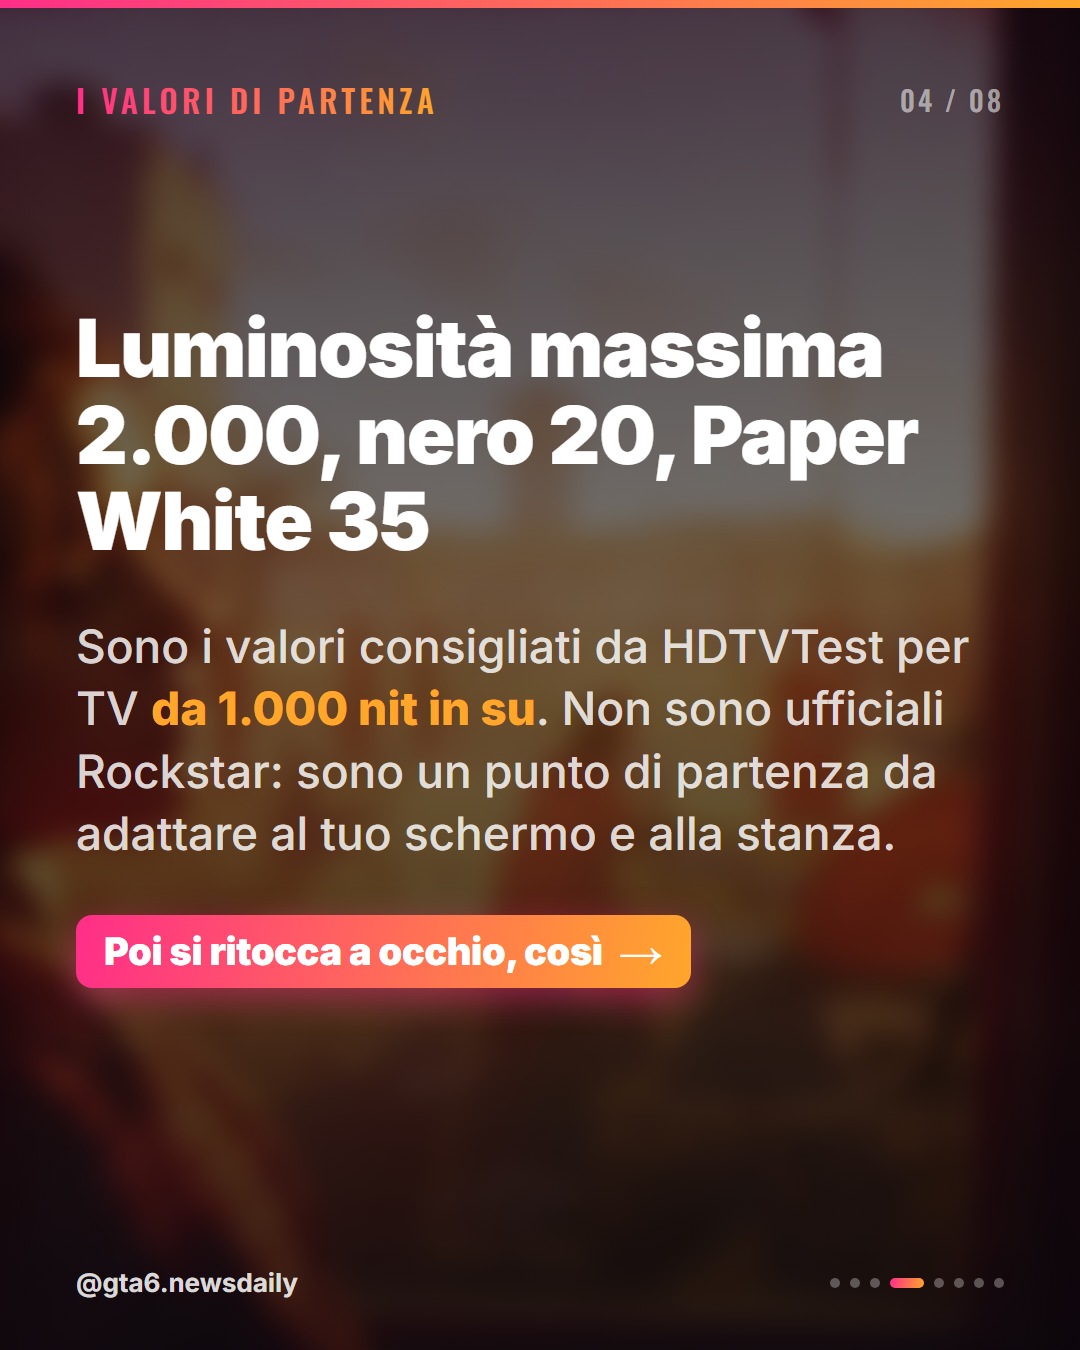 I VALORI DI PARTENZA
04 / 08
Luminosità massima
2.000, nero 20, Paper
White 35
Sono i valori consigliati da HDTVTest per
TV da 1.000 nit in su. Non sono ufficiali
Rockstar: sono un punto di partenza da
adattare al tuo schermo e alla stanza.
Poi si ritocca a occhio, così →
@gta6.newsdaily